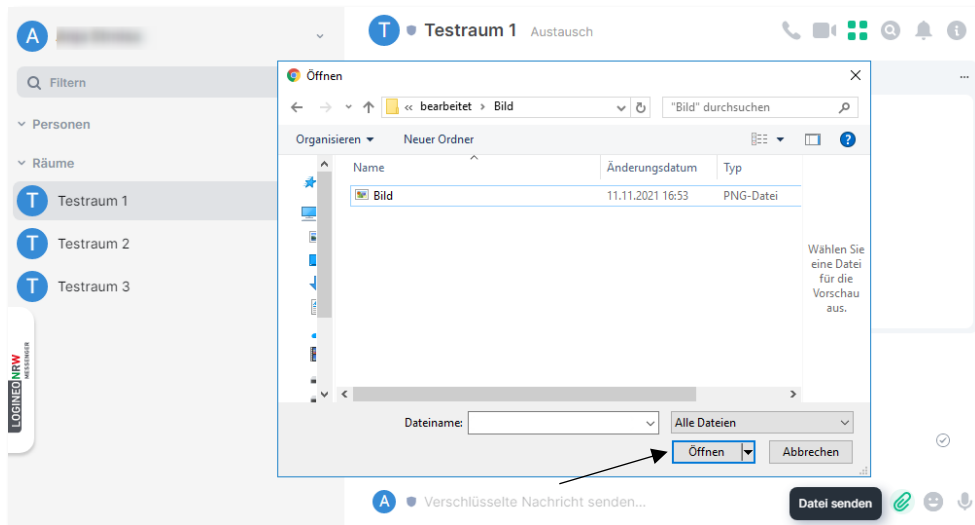 A
T Testraum 1 Austausch
Filtern
Personen
Räume
T Testraum 1
T Testraum 2
T Testraum 3
LOGINEO NRW
MESSENGER
Öffnen
« bearbeitet › Bild
"Bild" durchsuchen
Organisieren
Neuer Ordner
?
Name
Änderungsdatum
Typ
Bild
11.11.2021 16:53
PNG-Datei
Wählen Sie
eine Datei
für die
Vorschau
aus.
Dateiname:
Alle Dateien
Öffnen
Abbrechen
A Verschlüsselte Nachricht senden...
Datei senden